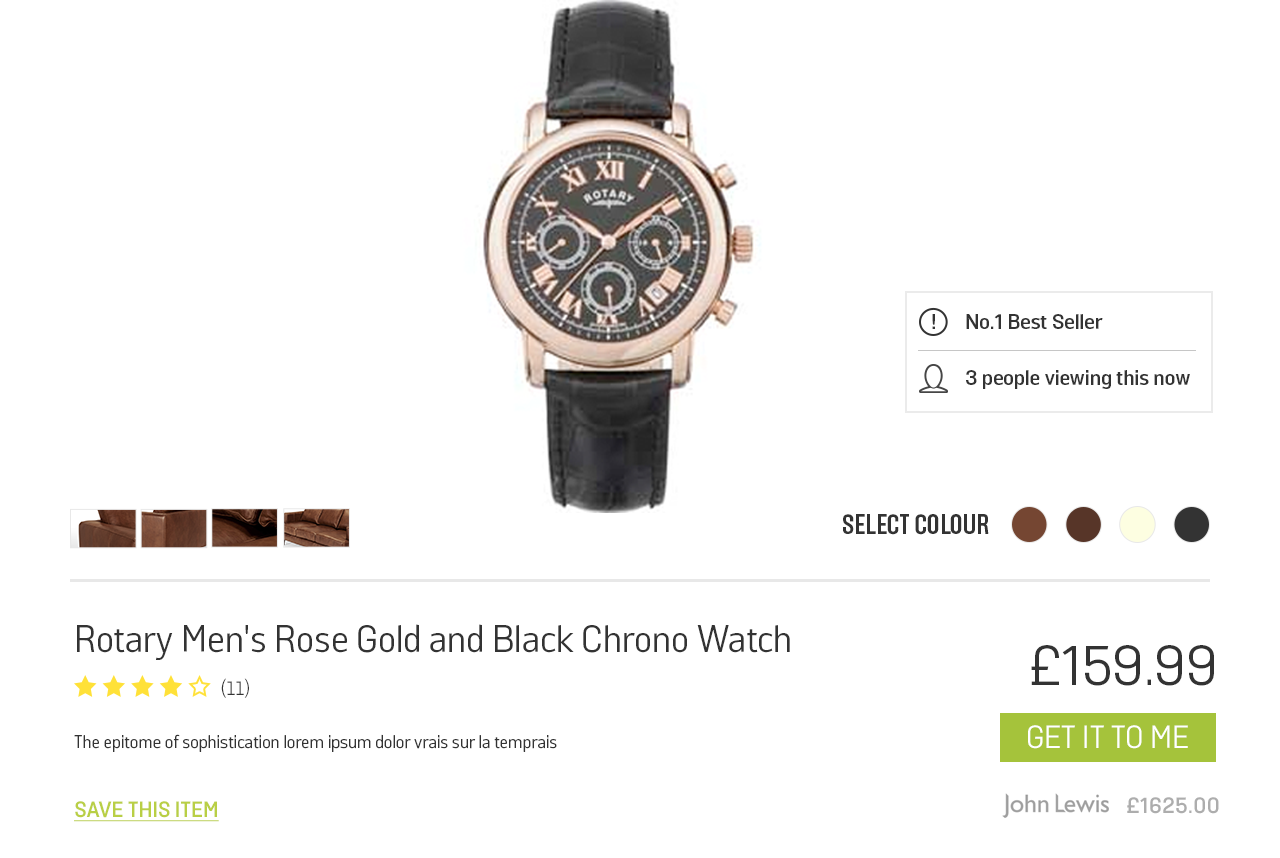 XI XII I
X
ROTARY
No.1 Best Seller
3 people viewing this now
SELECT COLOUR
Rotary Men's Rose Gold and Black Chrono Watch
(11)
£159.99
The epitome of sophistication lorem ipsum dolor vrais sur la temprais
GET IT TO ME
SAVE THIS ITEM
John Lewis £1625.00